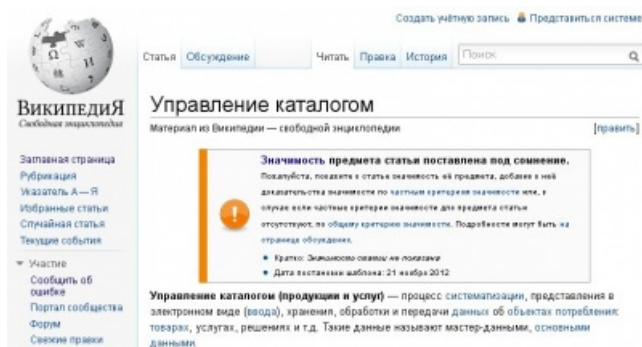 Создать учётную запись Представиться системе
Статья Обсуждение Читать Правка История Поиск
ВикипедиЯ
Свободная энциклопедия
Управление каталогом
Материал из Википедии — свободной энциклопедии [править]
Заглавная страница
Рубрикация
Указатель А — Я
Избранные статьи
Случайная статья
Текущие события
Участие
Сообщить об
ошибке
Портал сообщества
Форум
Свежие правки
Значимость предмета статьи поставлена под сомнение.
Пожалуйста, покажите в статье значимость её предмета, добавив в неё
доказательства значимости по частным критериям значимости или, в
случае если частные критерии значимости для предмета статьи
отсутствуют, по общему критерию значимости. Подробности могут быть на
странице обсуждения.
Кратко: Значимость статьи не показана
Дата постановки шаблона: 21 ноября 2012
Управление каталогом (продукции и услуг) — процесс систематизации, представления в
электронном виде (ввода), хранения, обработки и передачи данных об объектах потребления:
товарах, услугах, решениях и т.д. Такие данные называют мастер-данными, основными
данными.